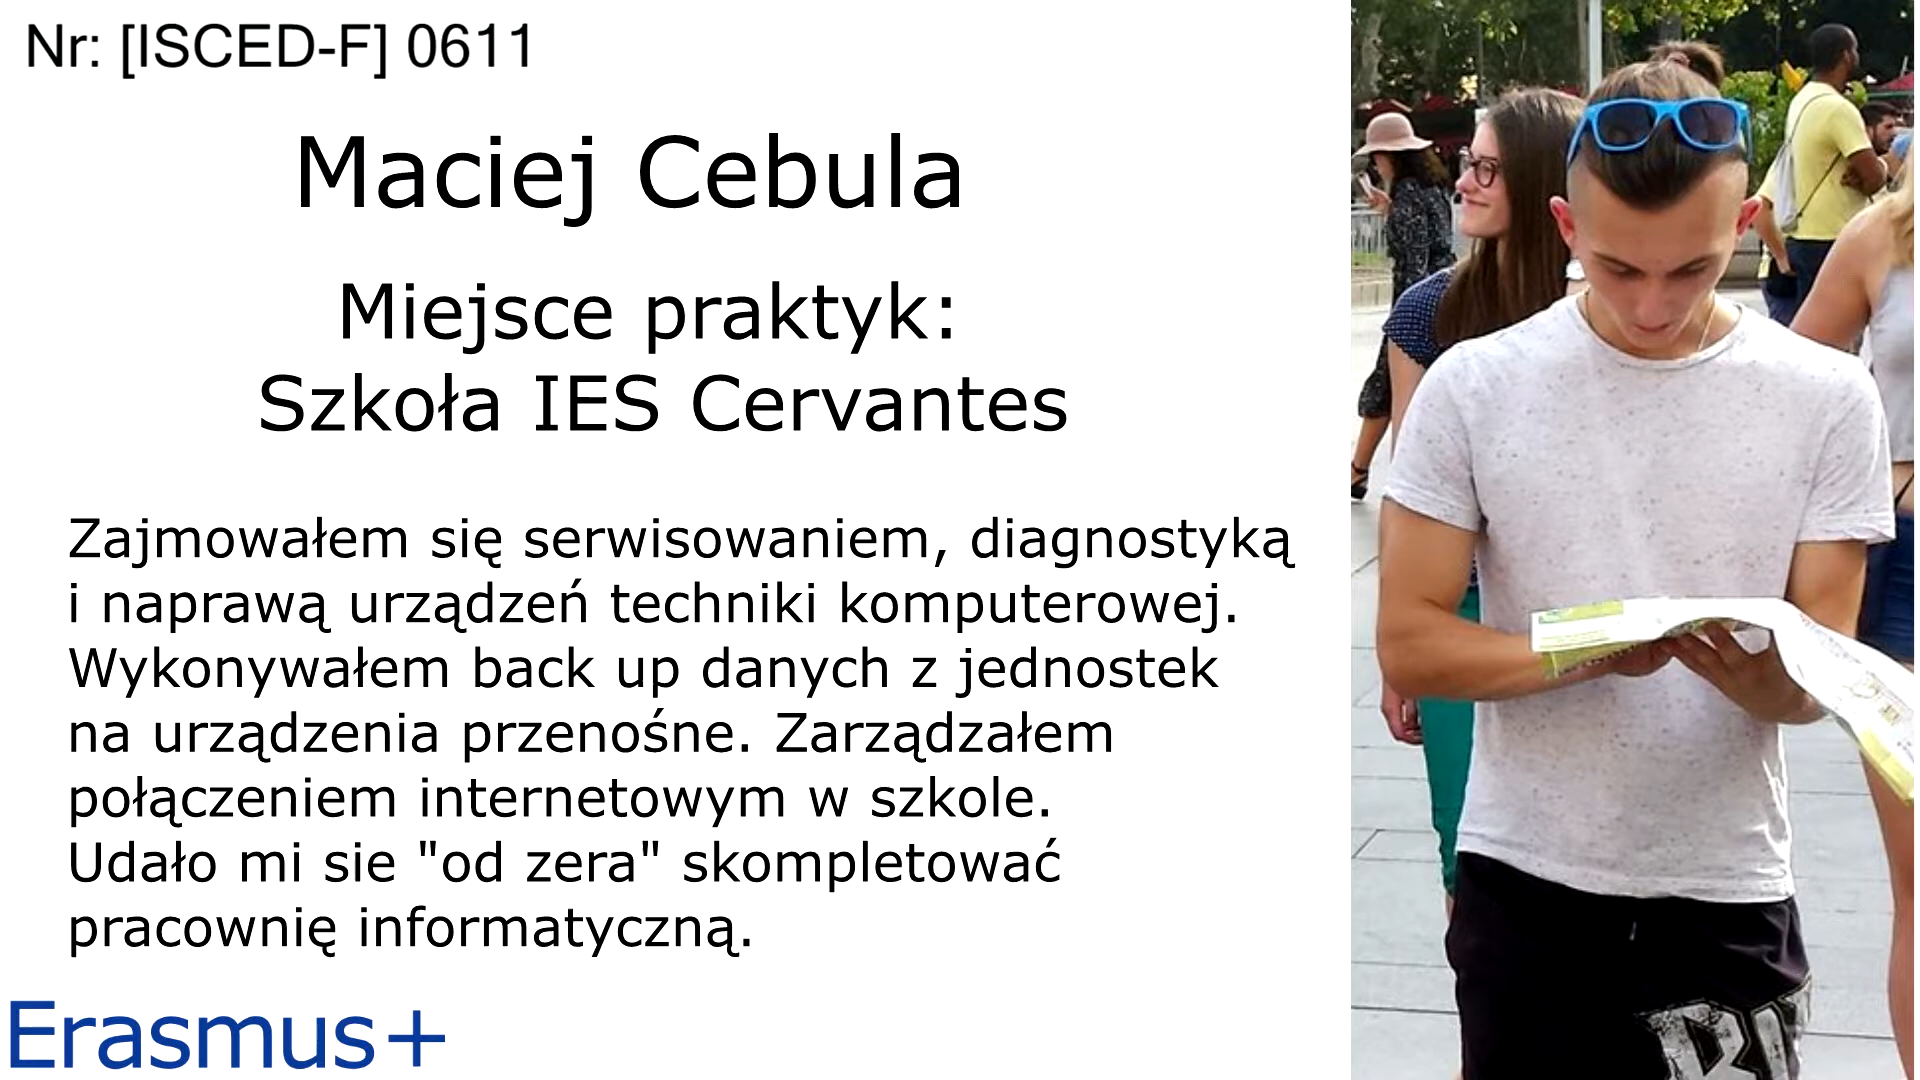 Nr: [ISCED-F] 0611
Maciej Cebula
Miejsce praktyk:
Szkoła IES Cervantes
Zajmowałem się serwisowaniem, diagnostyką
i naprawą urządzeń techniki komputerowej.
Wykonywałem back up danych z jednostek
na urządzenia przenośne. Zarządzałem
połączeniem internetowym w szkole.
Udało mi sie "od zera" skompletować
pracownię informatyczną.
Erasmus+